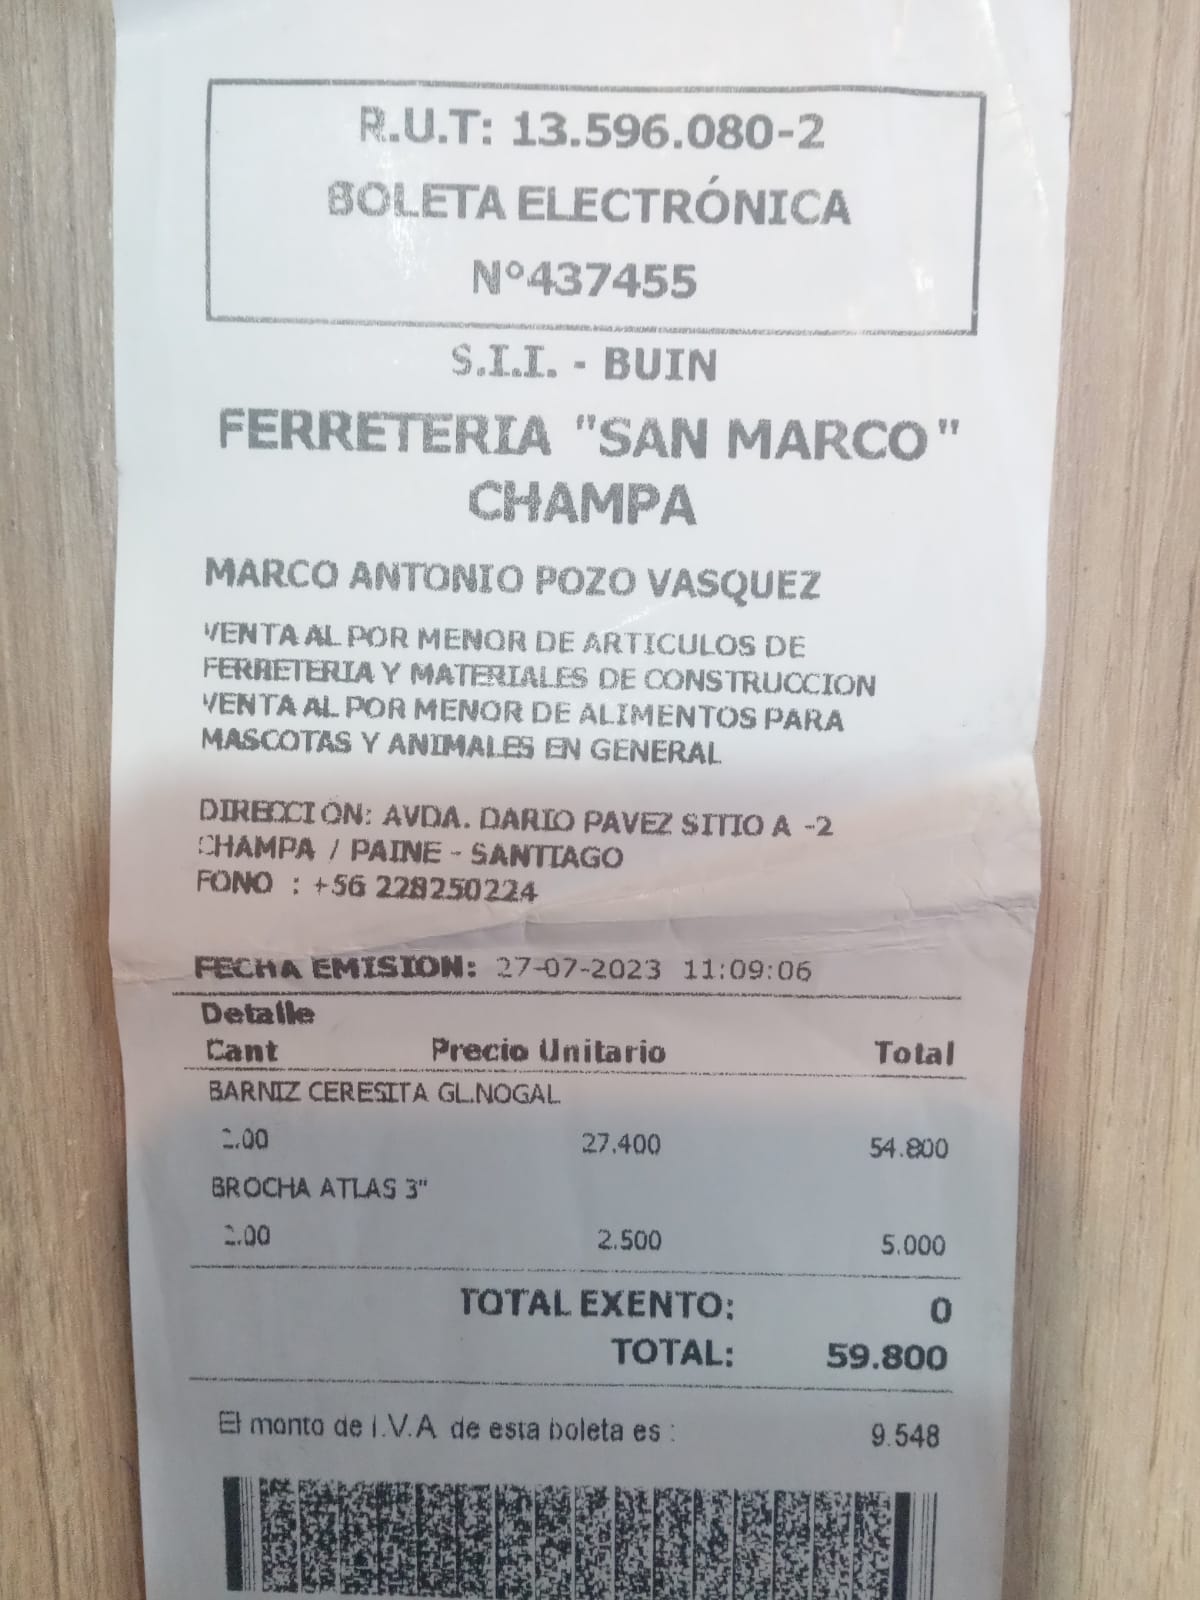 R.U.T: 13.596.080-2
BOLETA ELECTRÓNICA
Nº437455
S.I.I. - BUIN
FERRETERIA "SAN MARCO"
CHAMPA
MARCO ANTONIO POZO VASQUEZ
VENTA AL POR MENOR DE ARTICULOS DE
FERRETERIA Y MATERIALES DE CONSTRUCCION
VENTA AL POR MENOR DE ALIMENTOS PARA
MASCOTAS Y ANIMALES EN GENERAL
DIRECCION: AVDA. DARIO PAVEZ SITIO A -2
CHAMPA / PAINE - SANTIAGO
FONO : +56 228250224
FECHA EMISION: 27-07-2023 11:09:06
Detalle
Cant Precio Unitario Total
BARNIZ CERESITA GL.NOGAL
2.00 27.400 54.800
BROCHA ATLAS 3"
2.00 2.500 5.000
TOTAL EXENTO: 0
TOTAL: 59.800
El monto de I.V.A de esta boleta es : 9.548